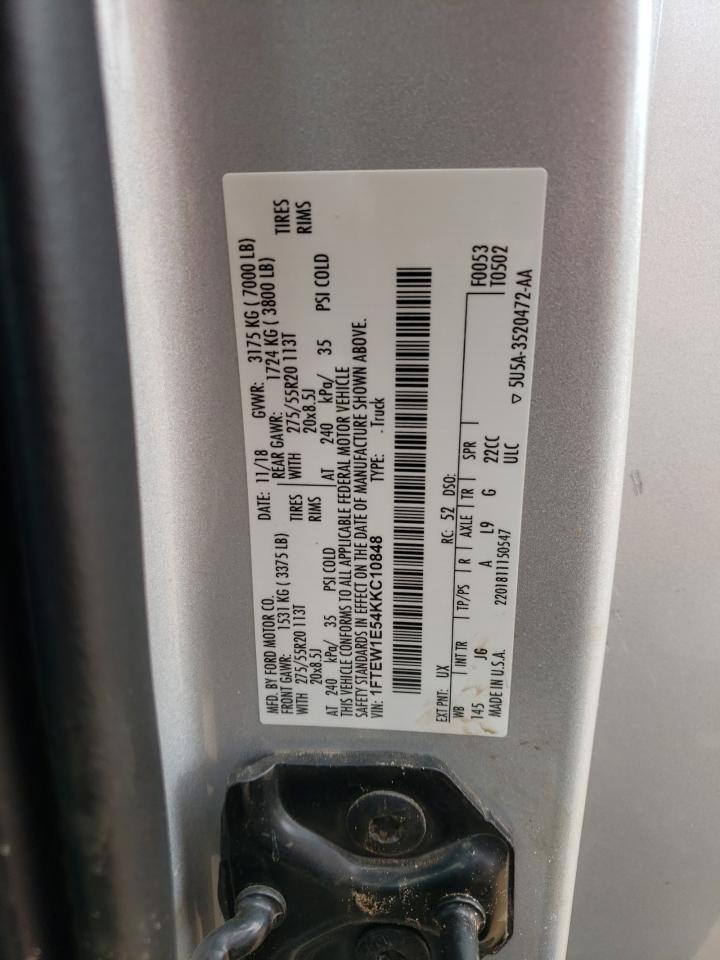 MFD. BY FORD MOTOR CO.
DATE: 11/18 GVWR: 3175 KG ( 7000 LB)
FRONT GAWR: 1531 KG ( 3375 LB) REAR GAWR: 1724 KG ( 3800 LB)
WITH 275/55R20 113T TIRES WITH 275/55R20 113T TIRES
20x8.5J RIMS 20x8.5J RIMS
AT 240 kPa/ 35 PSI COLD AT 240 kPa/ 35 PSI COLD
THIS VEHICLE CONFORMS TO ALL APPLICABLE FEDERAL MOTOR VEHICLE
SAFETY STANDARDS IN EFFECT ON THE DATE OF MANUFACTURE SHOWN ABOVE.
VIN: 1FTEW1E54KKC10848 TYPE: . Truck
EXT PNT: UX RC: 52 DSO: F0053
WB INT TR TP/PS R AXLE TR SPR T0502
145 JG A L9 G 22CC
MADE IN U.S.A. 2201811150547 ULC ▽ 5U5A-3520472-AA